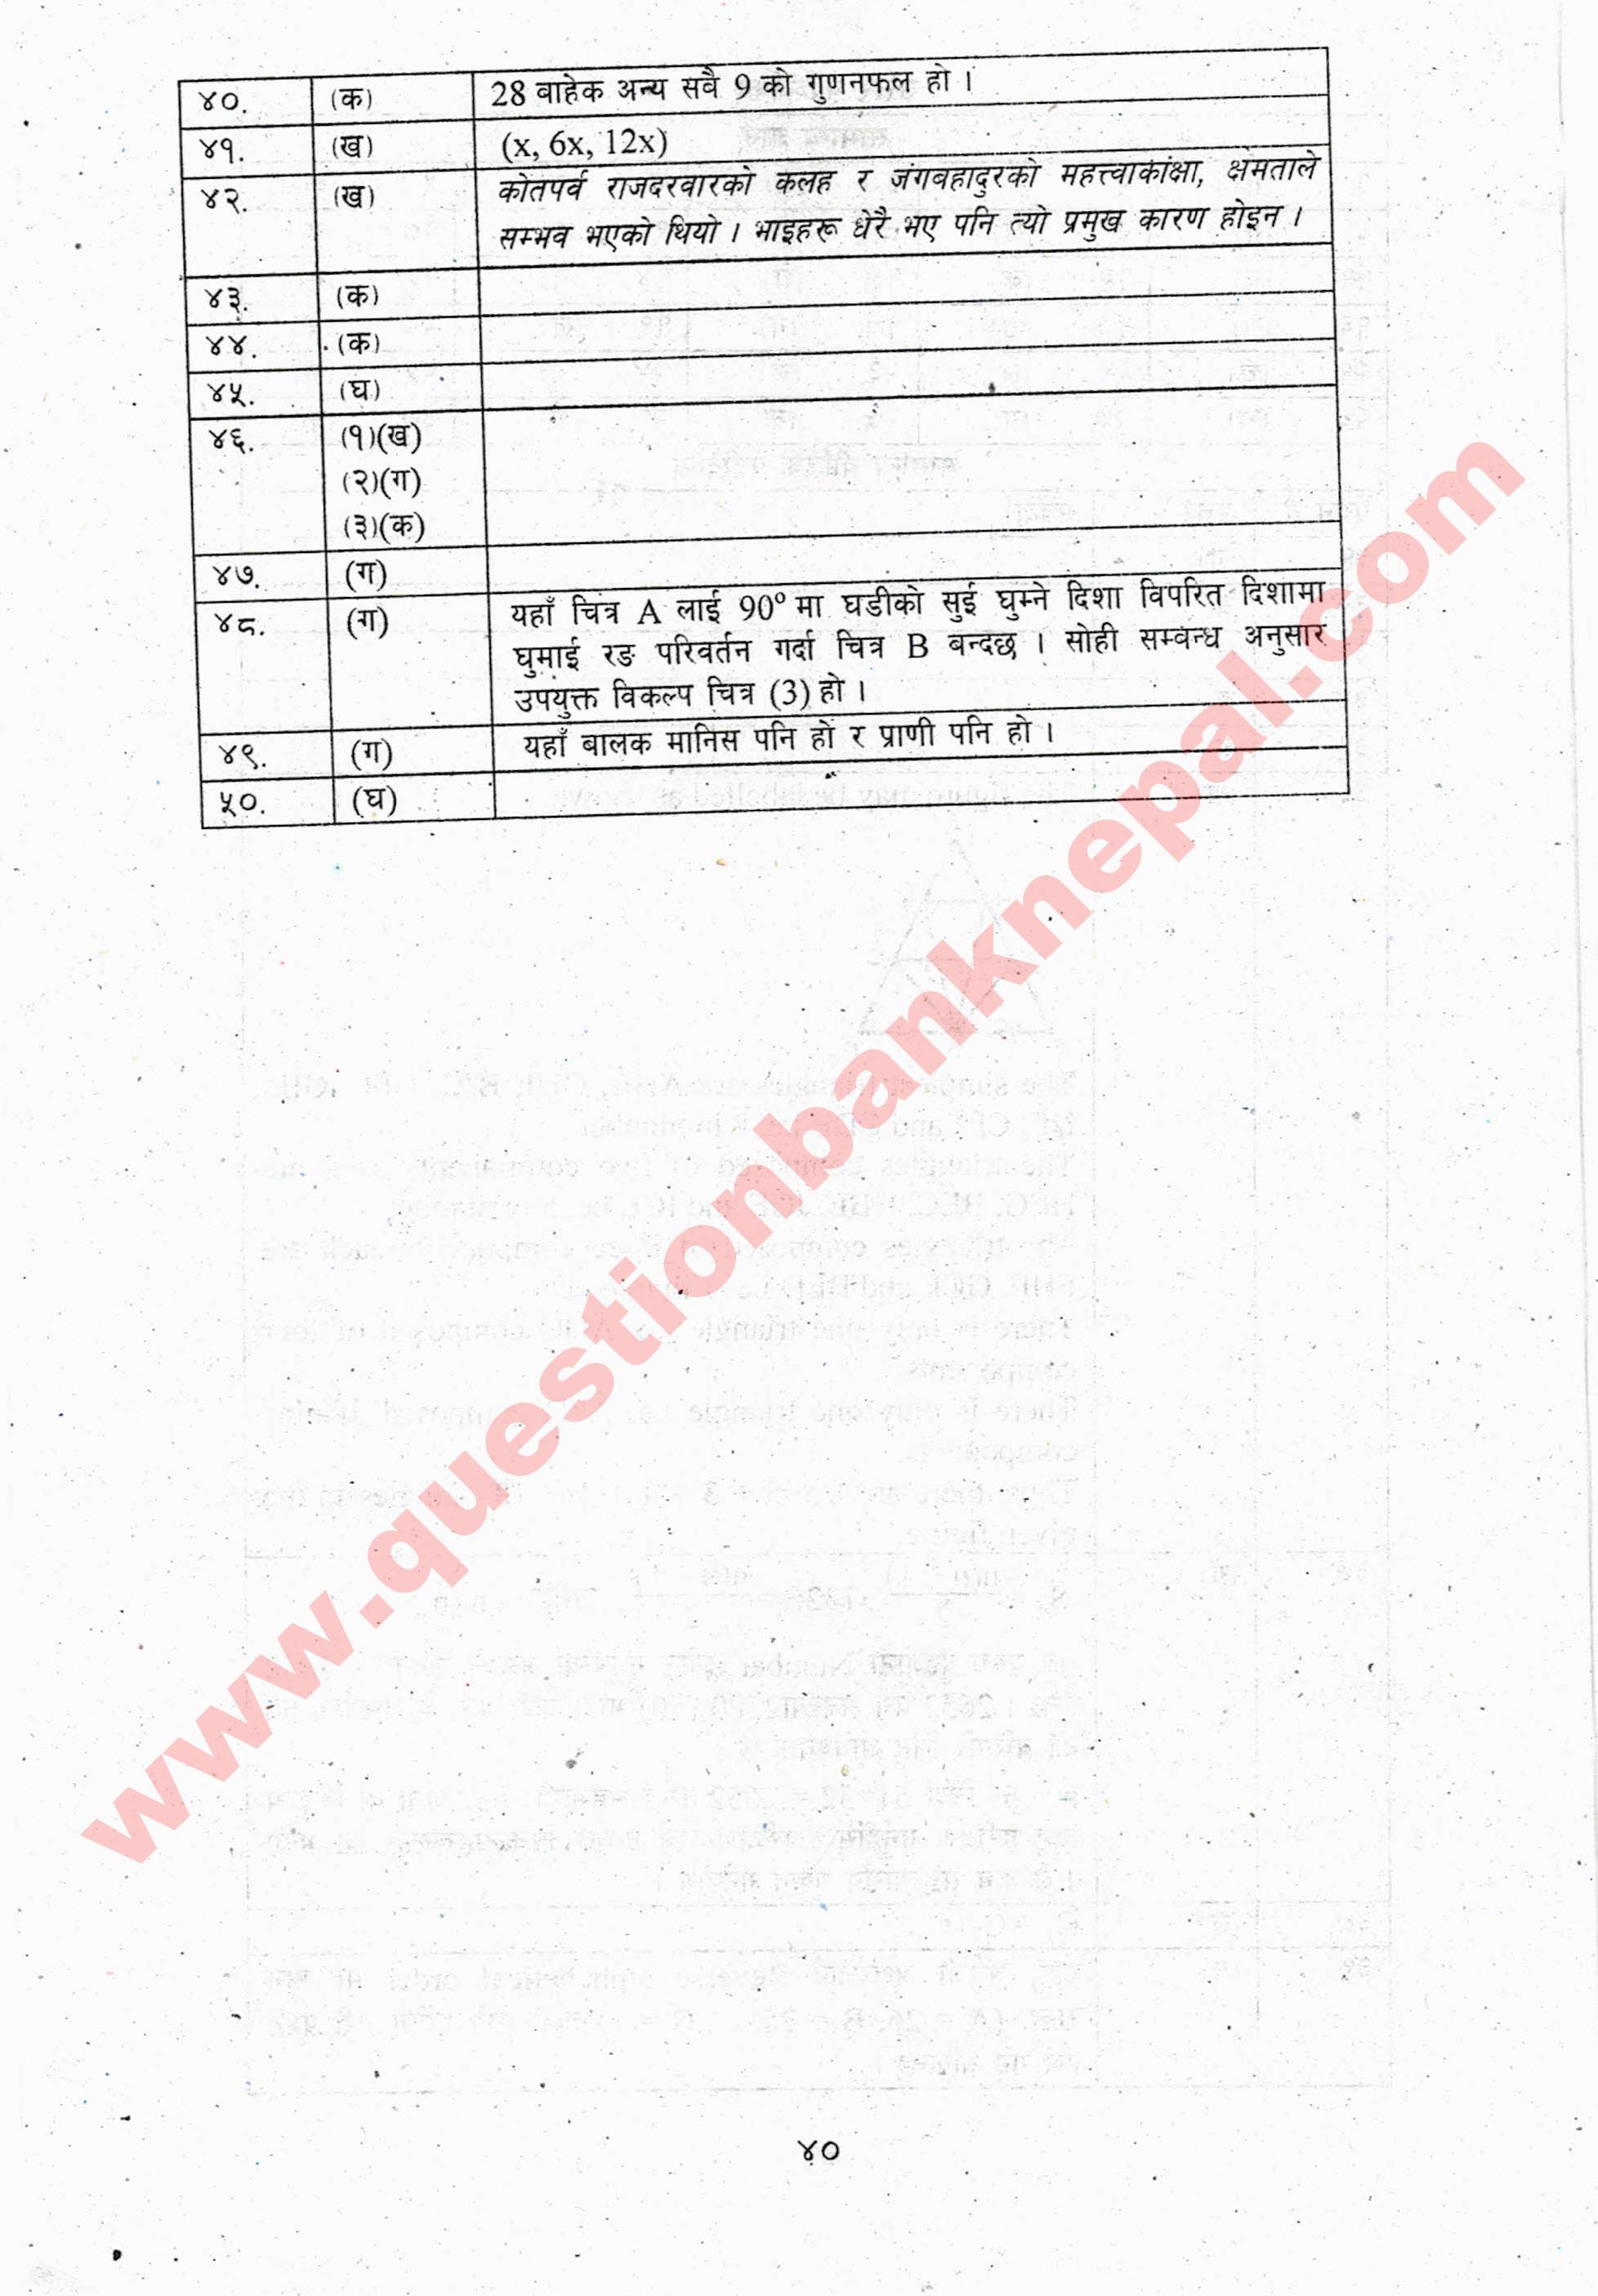 ४०. (क) 28 वाहेक अन्य सवै 9 को गुणनफल हो ।
४१. (ख) (x, 6x, 12x)
४२. (ख) कोतपर्व राजदरवारको कलह र जंगबहादुरको महत्त्वाकांक्षा, क्षमताले
सम्भव भएको थियो । भाइहरू धेरै भए पनि त्यो प्रमुख कारण होइन ।
४३. (क)
४४. (क)
४५. (घ)
४६. (१)(ख)
(२)(ग)
(३)(क)
४७. (ग)
४८. (ग) यहाँ चित्र A लाई 90° मा घडीको सुई घुम्ने दिशा विपरित दिशामा
घुमाई रङ परिवर्तन गर्दा चित्र B बन्दछ । सोही सम्वन्ध अनुसार
उपयुक्त विकल्प चित्र (3) हो ।
४९. (ग) यहाँ बालक मानिस पनि हो र प्राणी पनि हो ।
५०. (घ)
www.questionbanknepal.com
४०